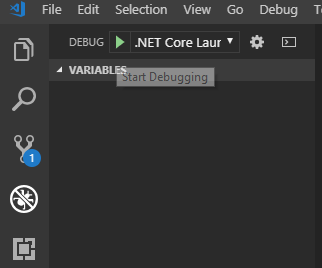 File Edit Selection View Go Debug
DEBUG .NET Core Laur
VARIABLES
Start Debugging
1